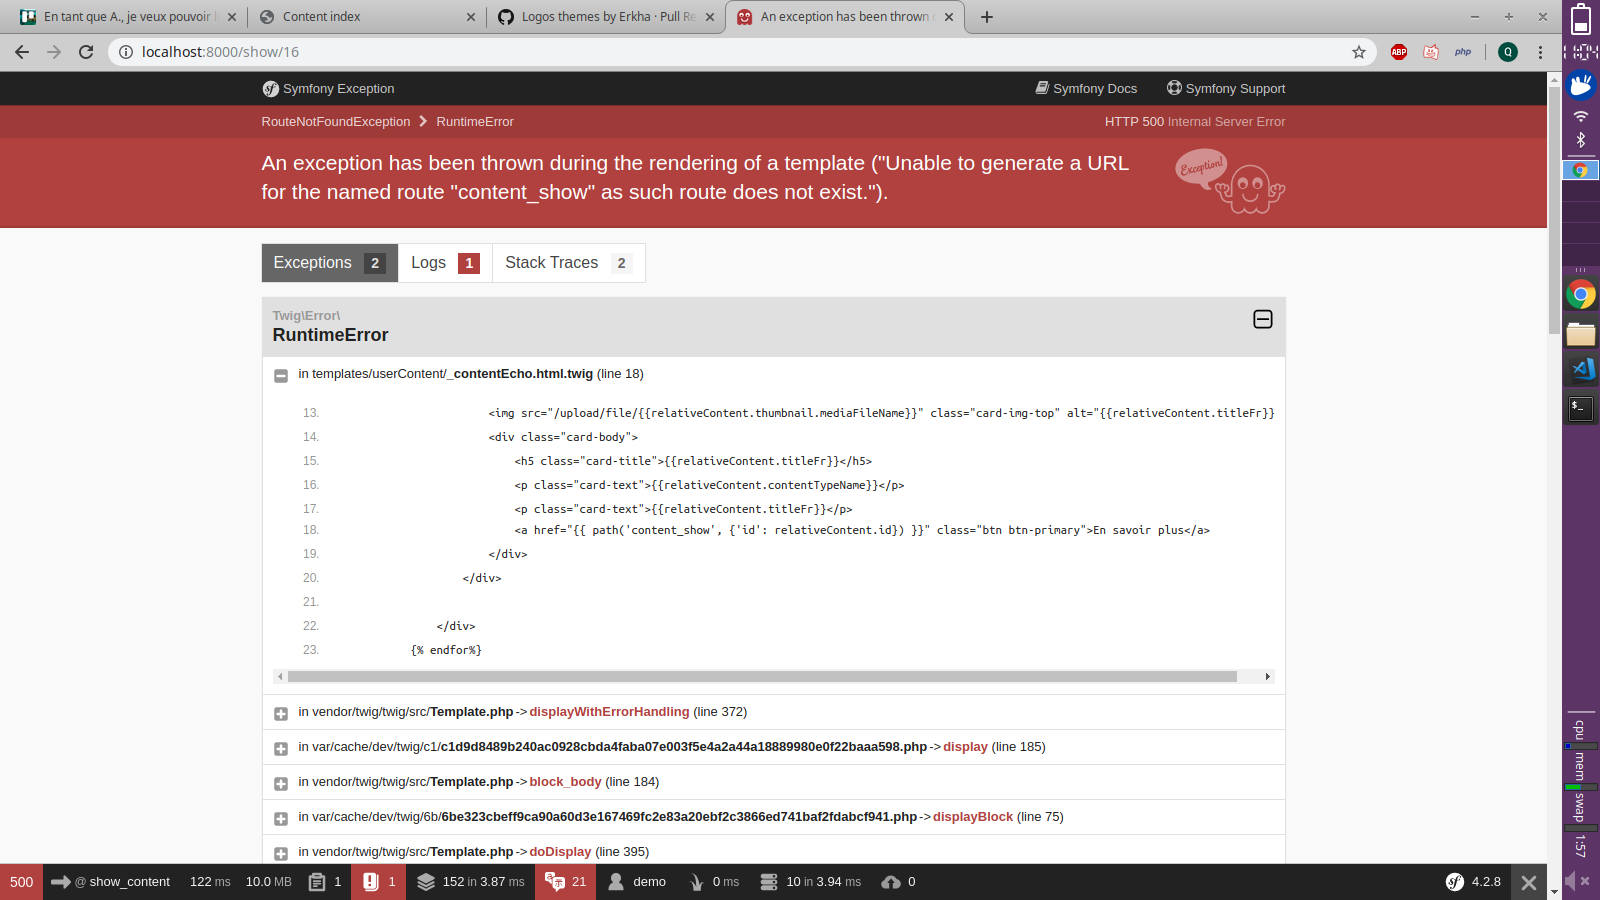 En tant que A., je veux pouvoir
Content index
Logos themes by Erkha · Pull Re
An exception has been thrown
localhost:8000/show/16
ABP
php
Q
Symfony Exception
Symfony Docs
Symfony Support
RouteNotFoundException
RuntimeError
HTTP 500 Internal Server Error
An exception has been thrown during the rendering of a template ("Unable to generate a URL
for the named route "content_show" as such route does not exist.").
Exception!
Exceptions 2
Logs 1
Stack Traces 2
Twig\Error\
RuntimeError
in templates/userContent/_contentEcho.html.twig (line 18)
13. <img src="/upload/file/{{relativeContent.thumbnail.mediaFileName}}" class="card-img-top" alt="{{relativeContent.titleFr}}
14. <div class="card-body">
15. <h5 class="card-title">{{relativeContent.titleFr}}</h5>
16. <p class="card-text">{{relativeContent.contentTypeName}}</p>
17. <p class="card-text">{{relativeContent.titleFr}}</p>
18. <a href="{{ path('content_show', {'id': relativeContent.id}) }}" class="btn btn-primary">En savoir plus</a>
19. </div>
20. </div>
21.
22. </div>
23. {% endfor%}
in vendor/twig/twig/src/Template.php->displayWithErrorHandling (line 372)
in var/cache/dev/twig/c1/c1d9d8489b240ac0928cbda4faba07e003f5e4a2a44a18889980e0f22baaa598.php->display (line 185)
in vendor/twig/twig/src/Template.php->block_body (line 184)
in var/cache/dev/twig/6b/6be323cbeff9ca90a60d3e167469fc2e83a20ebf2c3866ed741baf2fdabcf941.php->displayBlock (line 75)
in vendor/twig/twig/src/Template.php->doDisplay (line 395)
500
@ show_content
122 ms
10.0 MB
1
1
152 in 3.87 ms
21
demo
0 ms
10 in 3.94 ms
0
4.2.8
cpu
mem
swap
1:57